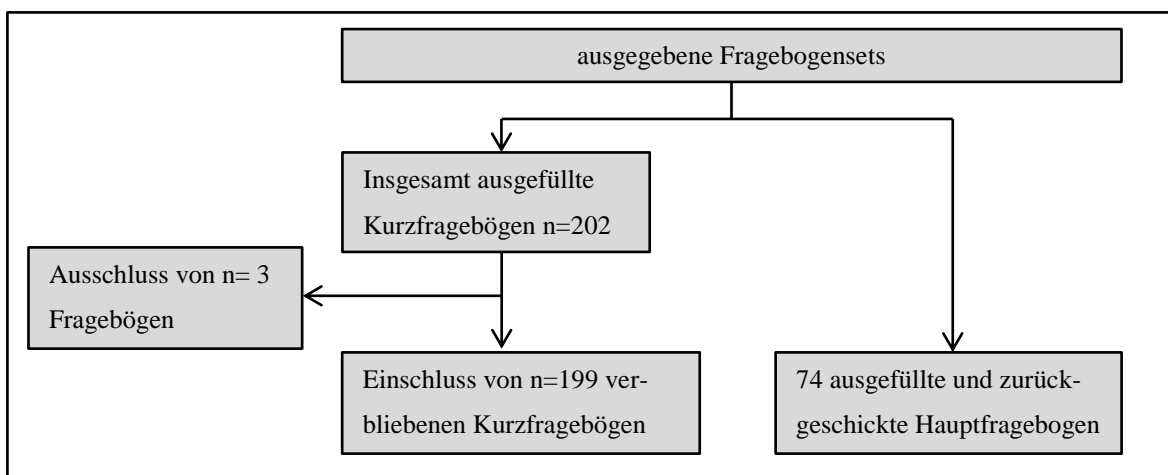 ausgegebene Fragebogensets
Insgesamt ausgefüllte
Kurzfragebögen n=202
Ausschluss von n= 3
Fragebögen
Einschluss von n=199 ver-
bliebenen Kurzfragebögen
74 ausgefüllte und zurück-
geschickte Hauptfragebogen